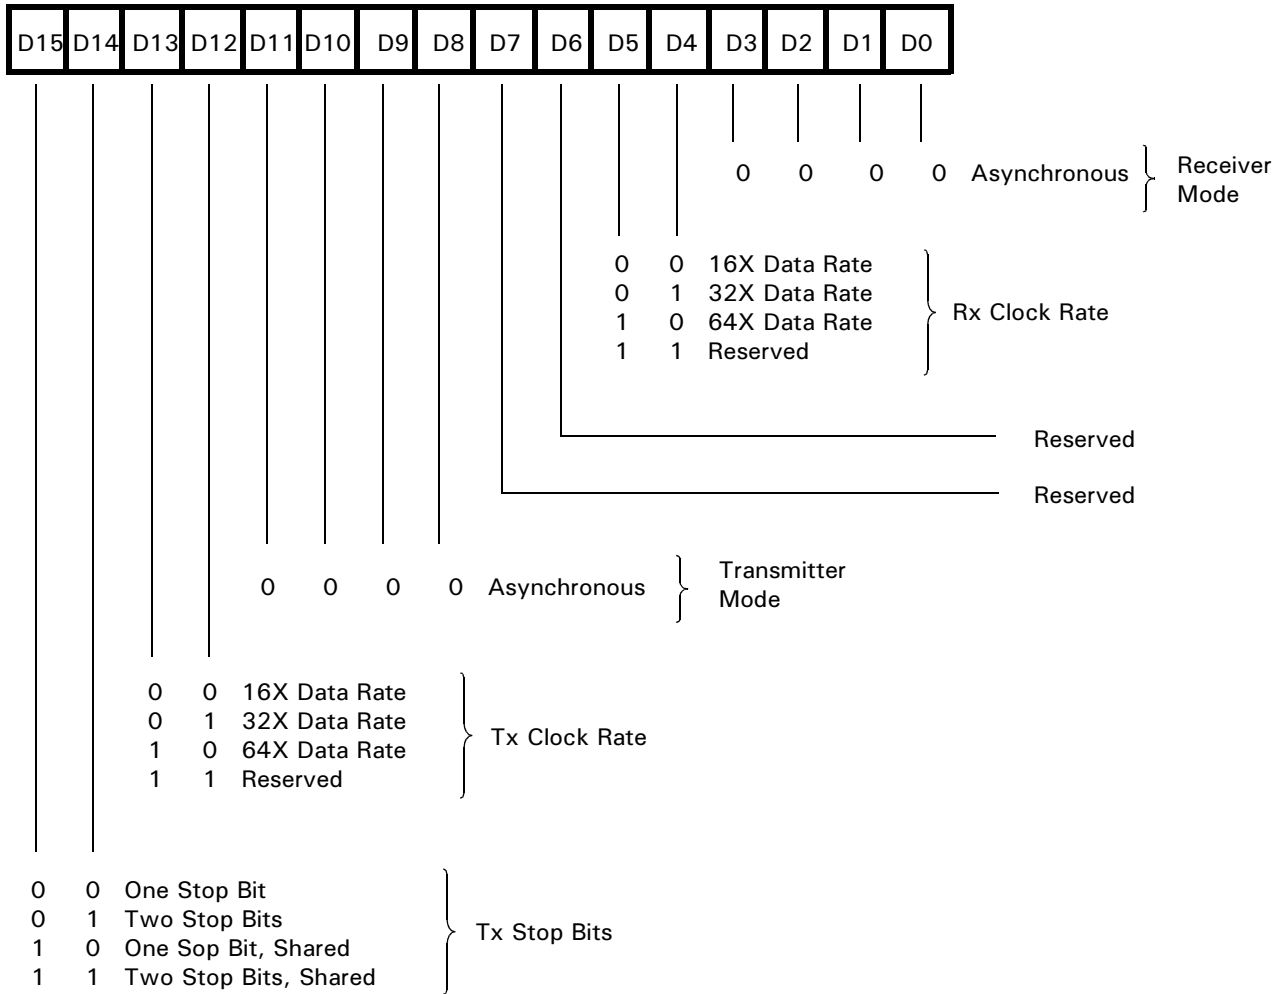 D15 D14 D13 D12 D11 D10 D9 D8 D7 D6 D5 D4 D3 D2 D1 D0
0 0 0 0 Asynchronous
Receiver
Mode
0 0 16X Data Rate
0 1 32X Data Rate
1 0 64X Data Rate
1 1 Reserved
Rx Clock Rate
Reserved
Reserved
0 0 0 0 Asynchronous
Transmitter
Mode
0 0 16X Data Rate
0 1 32X Data Rate
1 0 64X Data Rate
1 1 Reserved
Tx Clock Rate
0 0 One Stop Bit
0 1 Two Stop Bits
1 0 One Sop Bit, Shared
1 1 Two Stop Bits, Shared
Tx Stop Bits